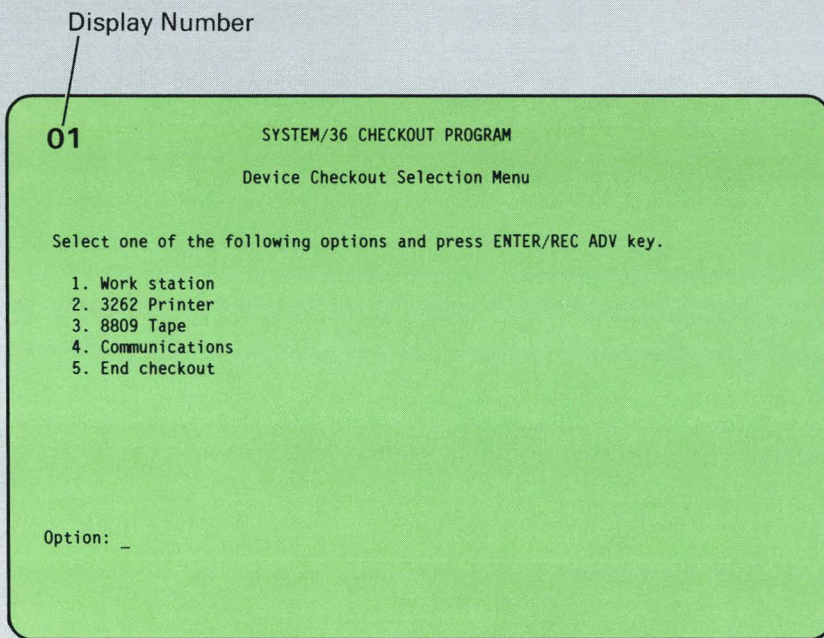 Display Number
01 SYSTEM/36 CHECKOUT PROGRAM
Device Checkout Selection Menu
Select one of the following options and press ENTER/REC ADV key.
1. Work station
2. 3262 Printer
3. 8809 Tape
4. Communications
5. End checkout
Option: _